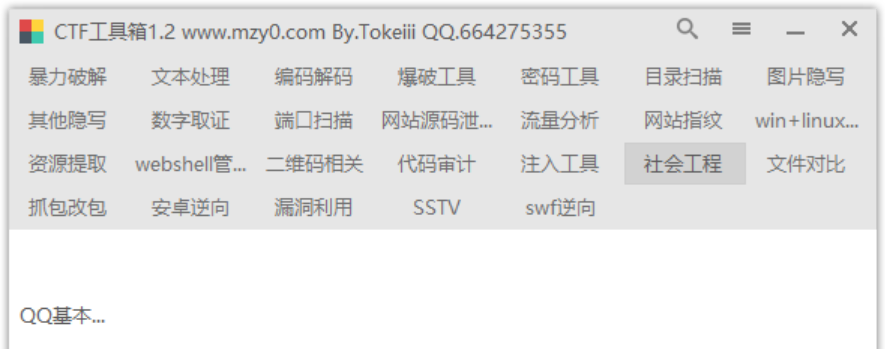 CTF工具箱1.2 www.mzy0.com By.Tokeiii QQ.664275355
暴力破解 文本处理 编码解码 爆破工具 密码工具 目录扫描 图片隐写
其他隐写 数字取证 端口扫描 网站源码泄... 流量分析 网站指纹 win+linux...
资源提取 webshell管... 二维码相关 代码审计 注入工具 社会工程 文件对比
抓包改包 安卓逆向 漏洞利用 SSTV swf逆向
QQ基本...